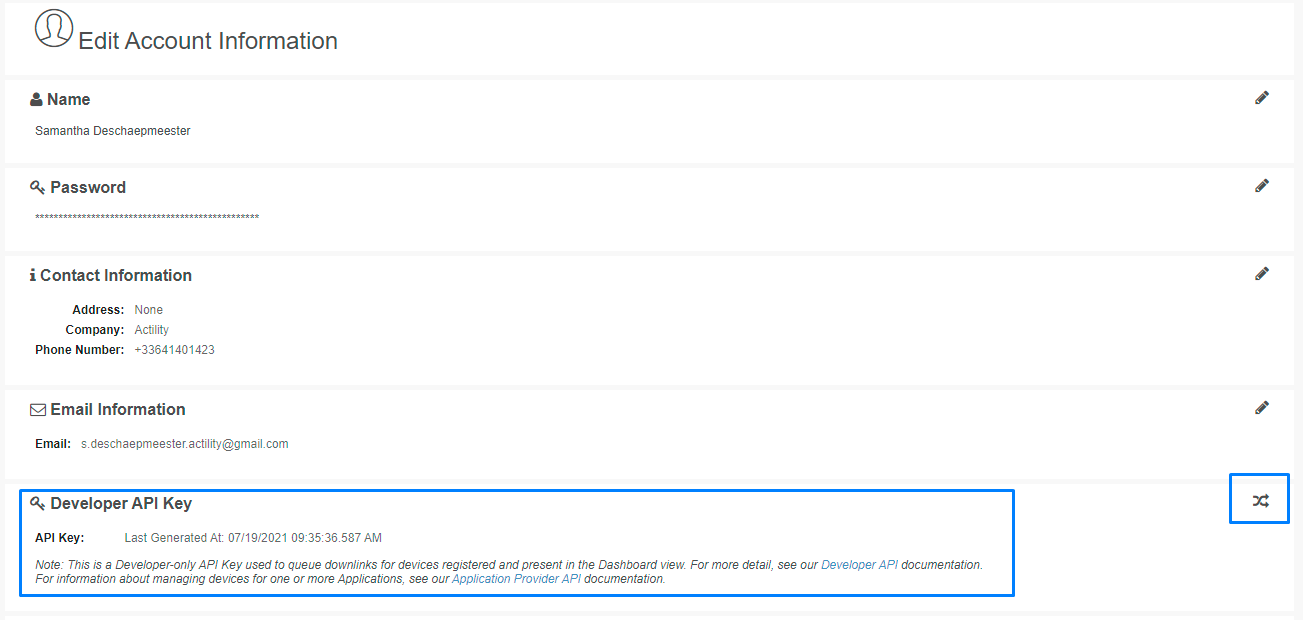 Edit Account Information
Name
Samantha Deschaepmeester
Password
************************************************
Contact Information
Address: None
Company: Actility
Phone Number: +33641401423
Email Information
Email: s.deschaepmeester.actility@gmail.com
Developer API Key
API Key: Last Generated At: 07/19/2021 09:35:36.587 AM
Note: This is a Developer-only API Key used to queue downlinks for devices registered and present in the Dashboard view. For more detail, see our Developer API documentation.
For information about managing devices for one or more Applications, see our Application Provider API documentation.